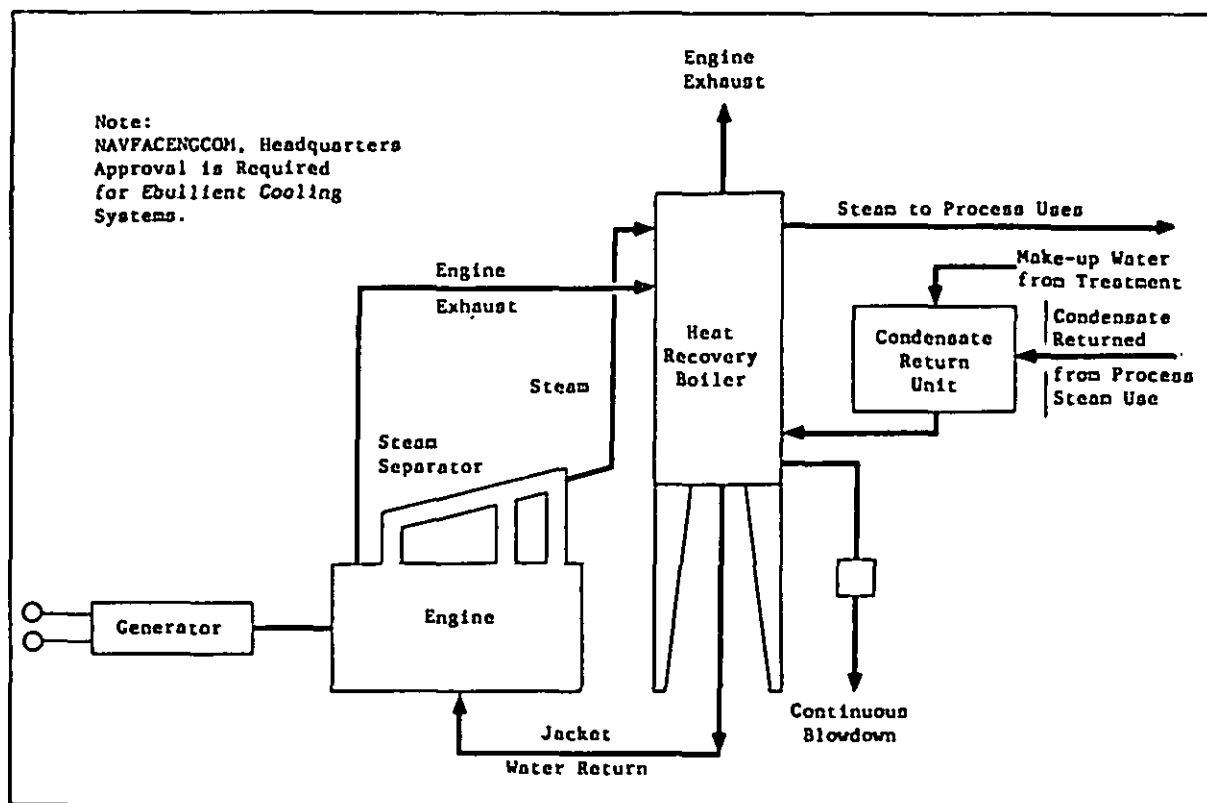 Engine
Exhaust
Note:
NAVFACENGCOM, Headquarters
Approval is Required
for Ebullient Cooling
Systems.
Steam to Process Uses
Make-up Water
from Treatment
Engine
Exhaust
Heat
Recovery
Boiler
Condensate
Return
Unit
Condensate
Returned
from Process
Steam Use
Steam
Steam
Separator
Generator
Engine
Continuous
Blowdown
Jacket
Water Return